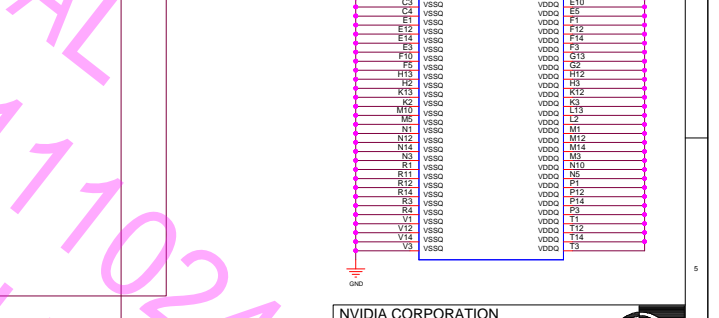 C3 VSSQ VDDQ E10
C4 VSSQ VDDQ E5
E1 VSSQ VDDQ F1
E12 VSSQ VDDQ F12
E14 VSSQ VDDQ F14
E3 VSSQ VDDQ F3
F10 VSSQ VDDQ G13
F5 VSSQ VDDQ G2
H13 VSSQ VDDQ H12
H2 VSSQ VDDQ H3
K13 VSSQ VDDQ K12
K2 VSSQ VDDQ K3
M10 VSSQ VDDQ L13
M5 VSSQ VDDQ L2
N1 VSSQ VDDQ M1
N12 VSSQ VDDQ M12
N14 VSSQ VDDQ M14
N3 VSSQ VDDQ M3
R1 VSSQ VDDQ N10
R11 VSSQ VDDQ N5
R12 VSSQ VDDQ P1
R14 VSSQ VDDQ P12
R3 VSSQ VDDQ P14
R4 VSSQ VDDQ P3
V1 VSSQ VDDQ T1
V12 VSSQ VDDQ T12
V14 VSSQ VDDQ T14
V3 VSSQ VDDQ T3
GND
5
NVIDIA CORPORATION